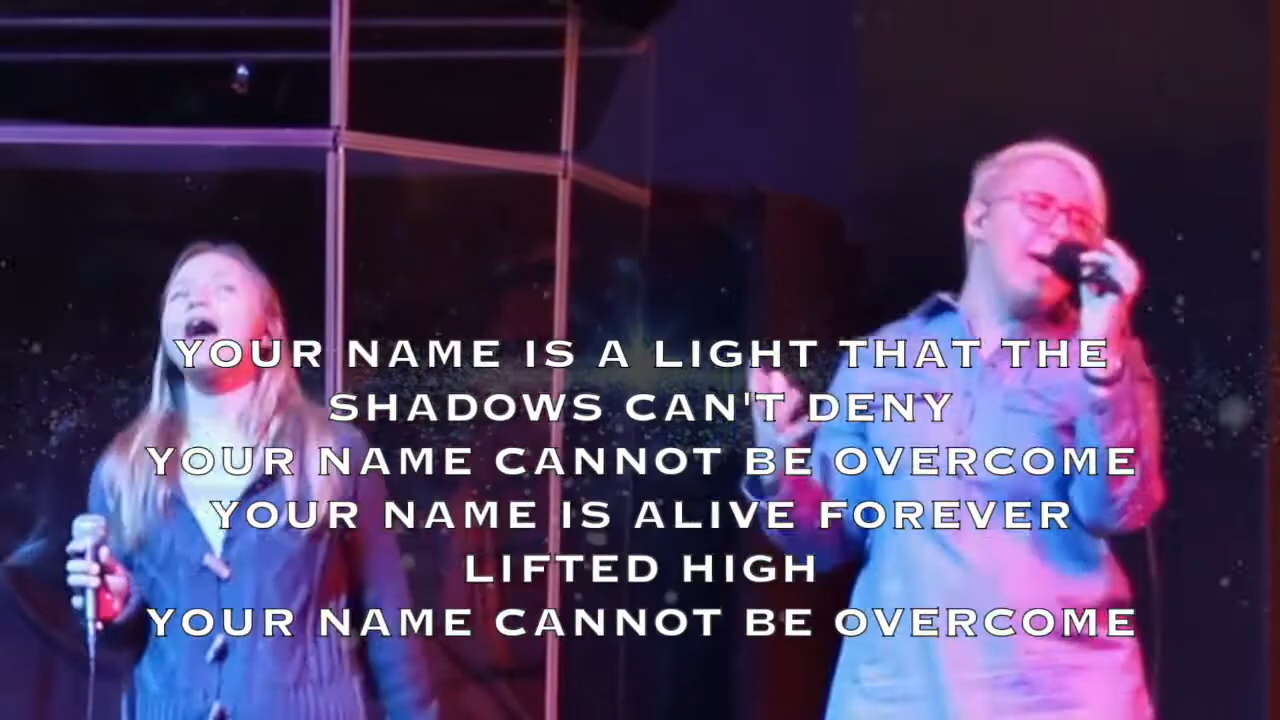 YOUR NAME IS A LIGHT THAT THE
SHADOWS CAN'T DENY
YOUR NAME CANNOT BE OVERCOME
YOUR NAME IS ALIVE FOREVER
LIFTED HIGH
YOUR NAME CANNOT BE OVERCOME